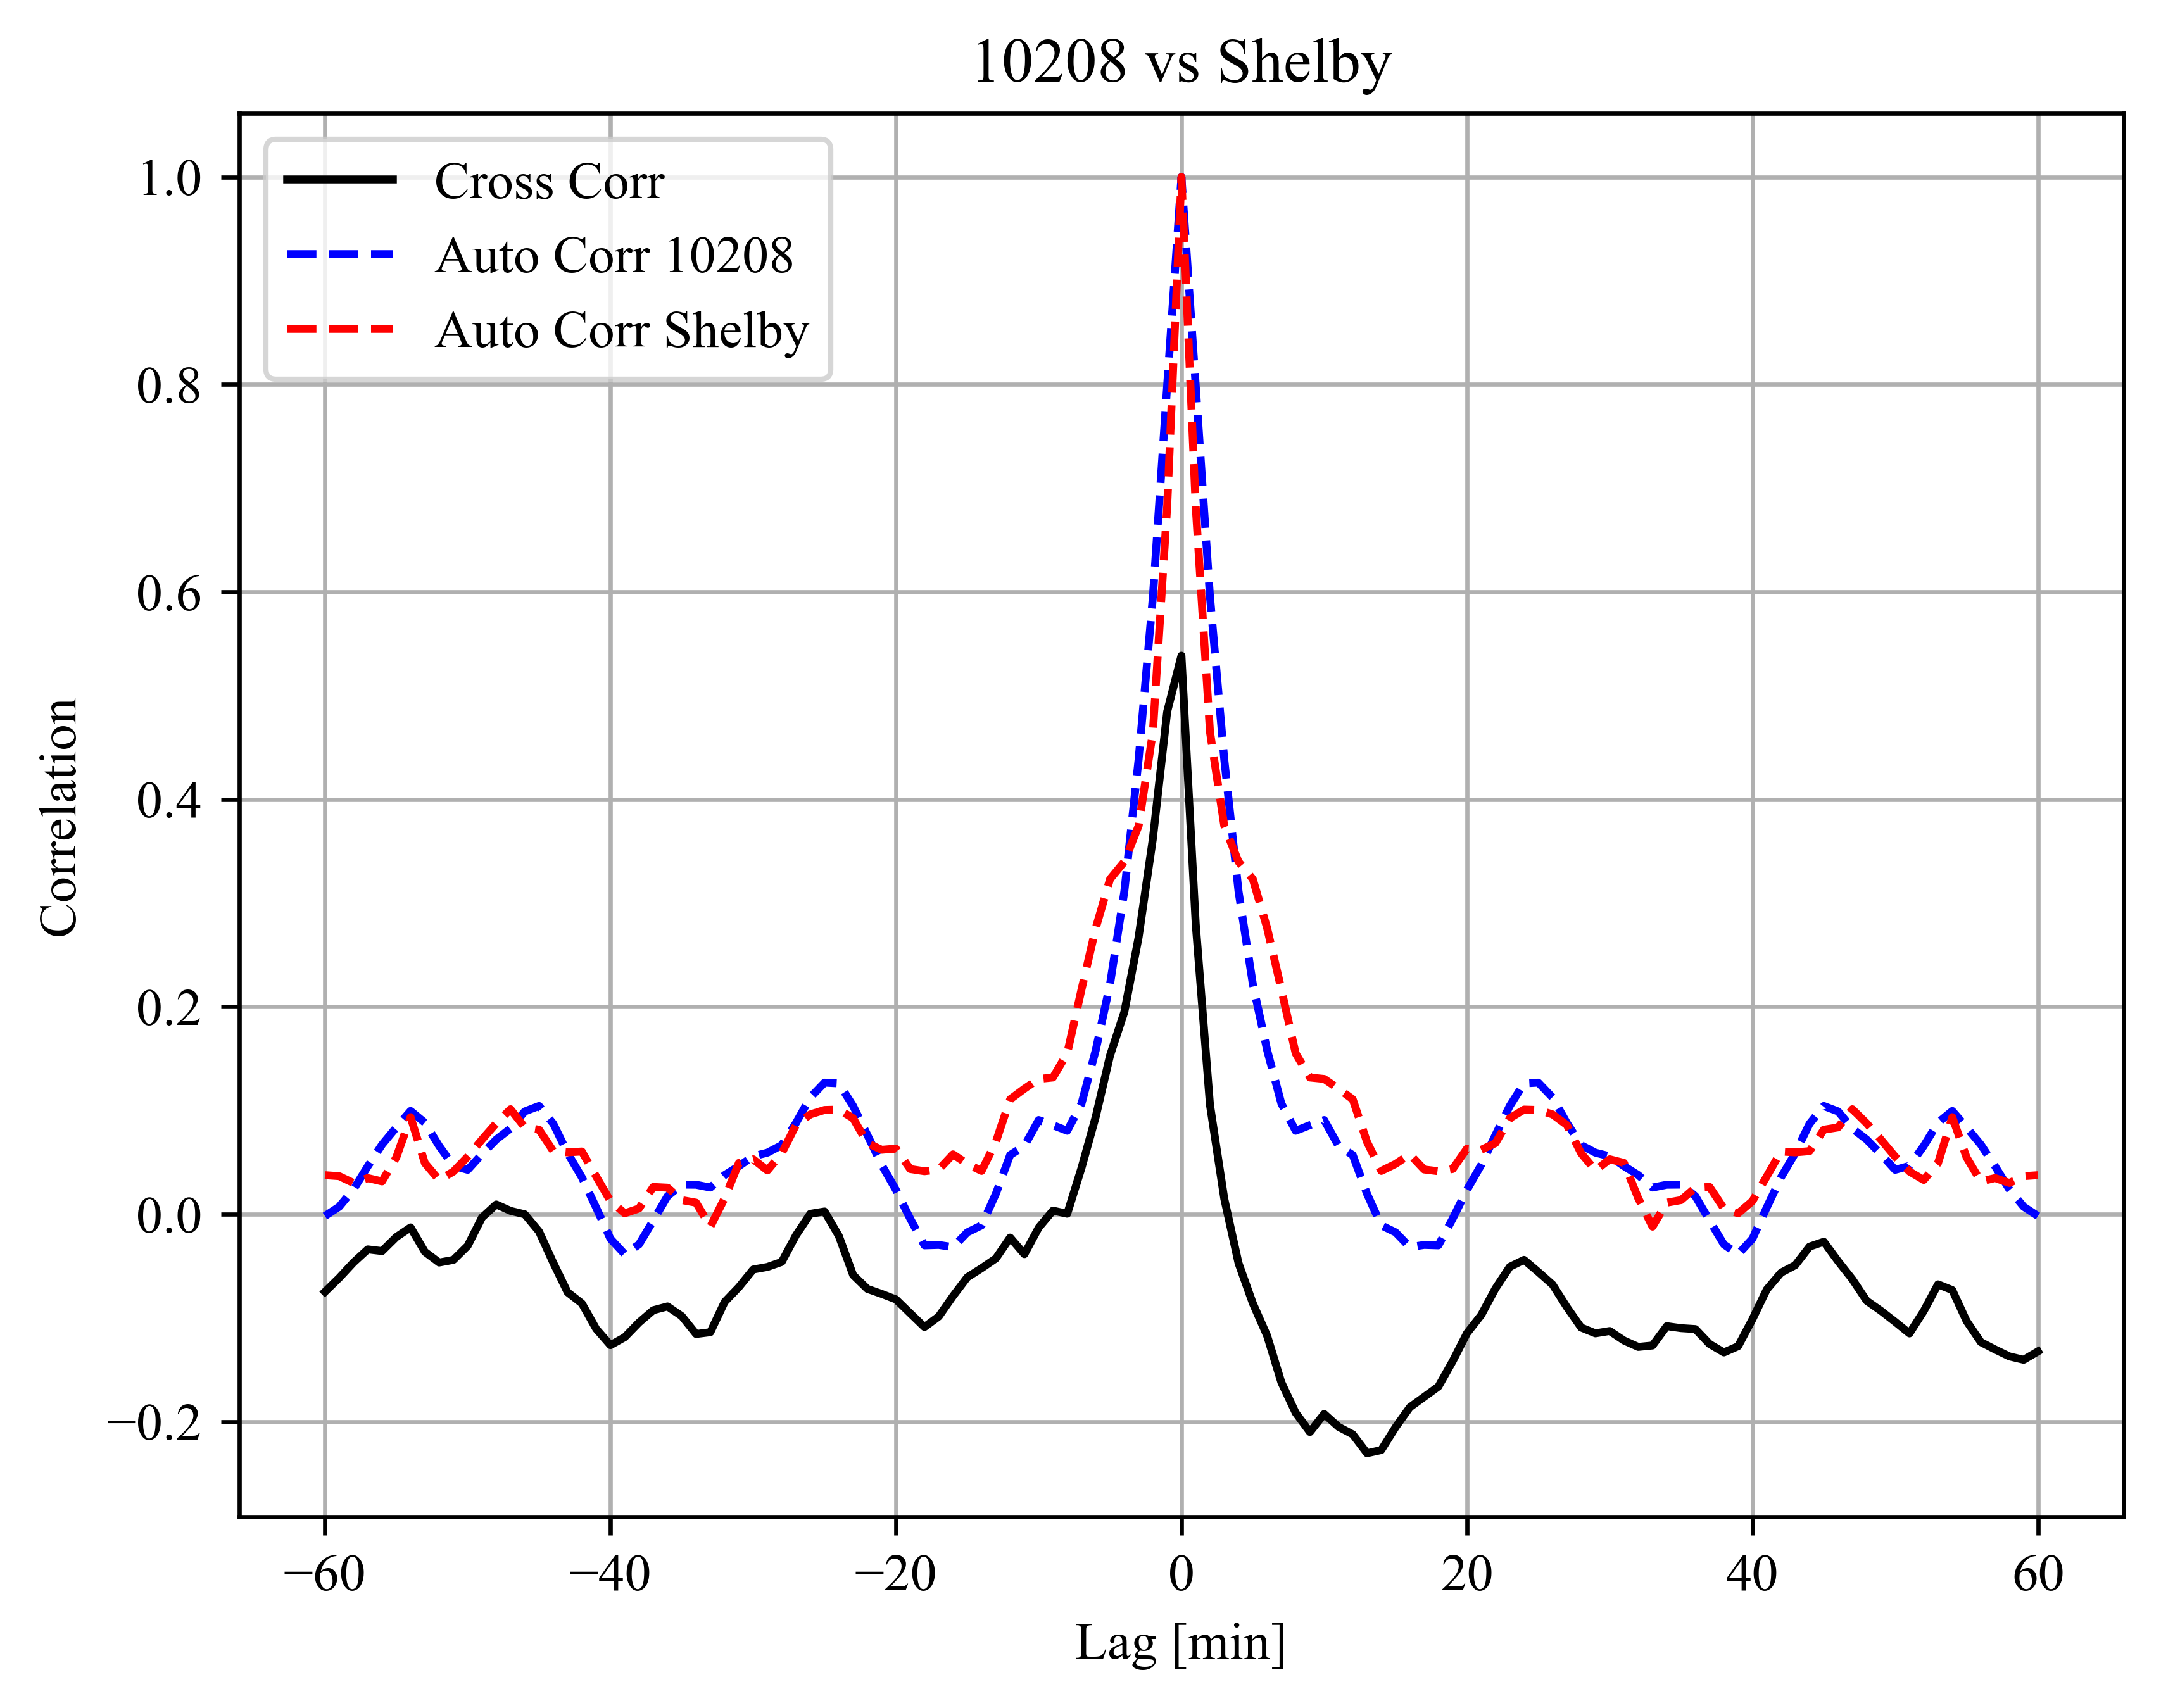 10208 vs Shelby
Cross Corr
Auto Corr 10208
Auto Corr Shelby
1.0
0.8
0.6
0.4
0.2
0.0
−0.2
Correlation
−60 −40 −20 0 20 40 60
Lag [min]